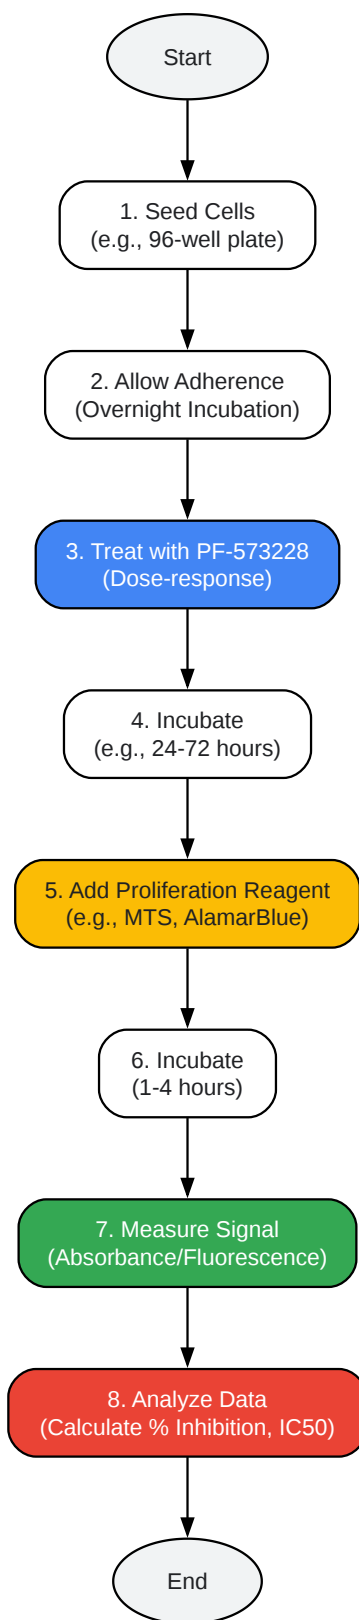 Start
1. Seed Cells
(e.g., 96-well plate)
2. Allow Adherence
(Overnight Incubation)
3. Treat with PF-573228
(Dose-response)
4. Incubate
(e.g., 24-72 hours)
5. Add Proliferation Reagent
(e.g., MTS, AlamarBlue)
6. Incubate
(1-4 hours)
7. Measure Signal
(Absorbance/Fluorescence)
8. Analyze Data
(Calculate % Inhibition, IC50)
End